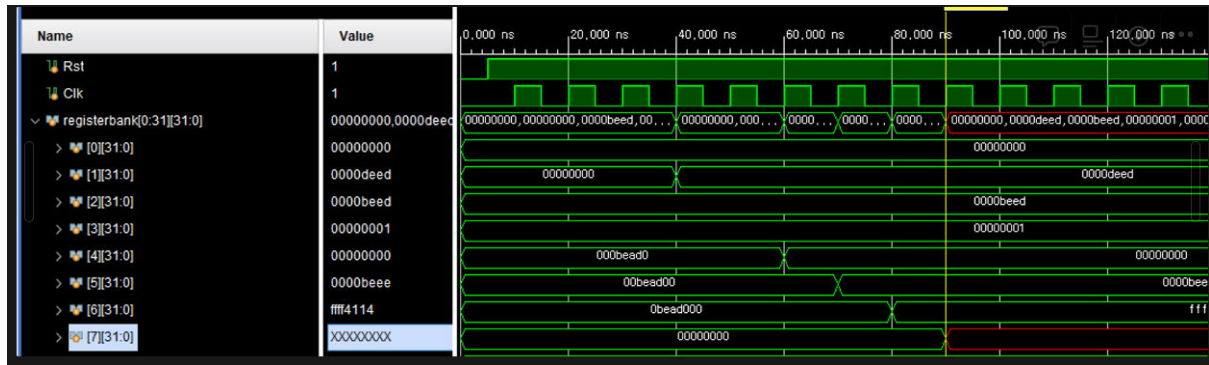 Name Value 0.000 ns 20.000 ns 40.000 ns 60.000 ns 80.000 ns 100.000 ns 120.000 ns
Rst 1
Clk 1
registerbank[0:31][31:0] 00000000,0000deed 00000000,00000000,0000beed,00... 00000000,000... 0000... 0000... 0000... 00000000,0000deed,0000beed,00000001,0000
[0][31:0] 00000000 00000000
[1][31:0] 0000deed 00000000 0000deed
[2][31:0] 0000beed 0000beed
[3][31:0] 00000001 00000001
[4][31:0] 00000000 000bead0 00000000
[5][31:0] 0000beee 00bead00 0000bee
[6][31:0] ffff4114 0bead000 fff
[7][31:0] XXXXXXXX 00000000